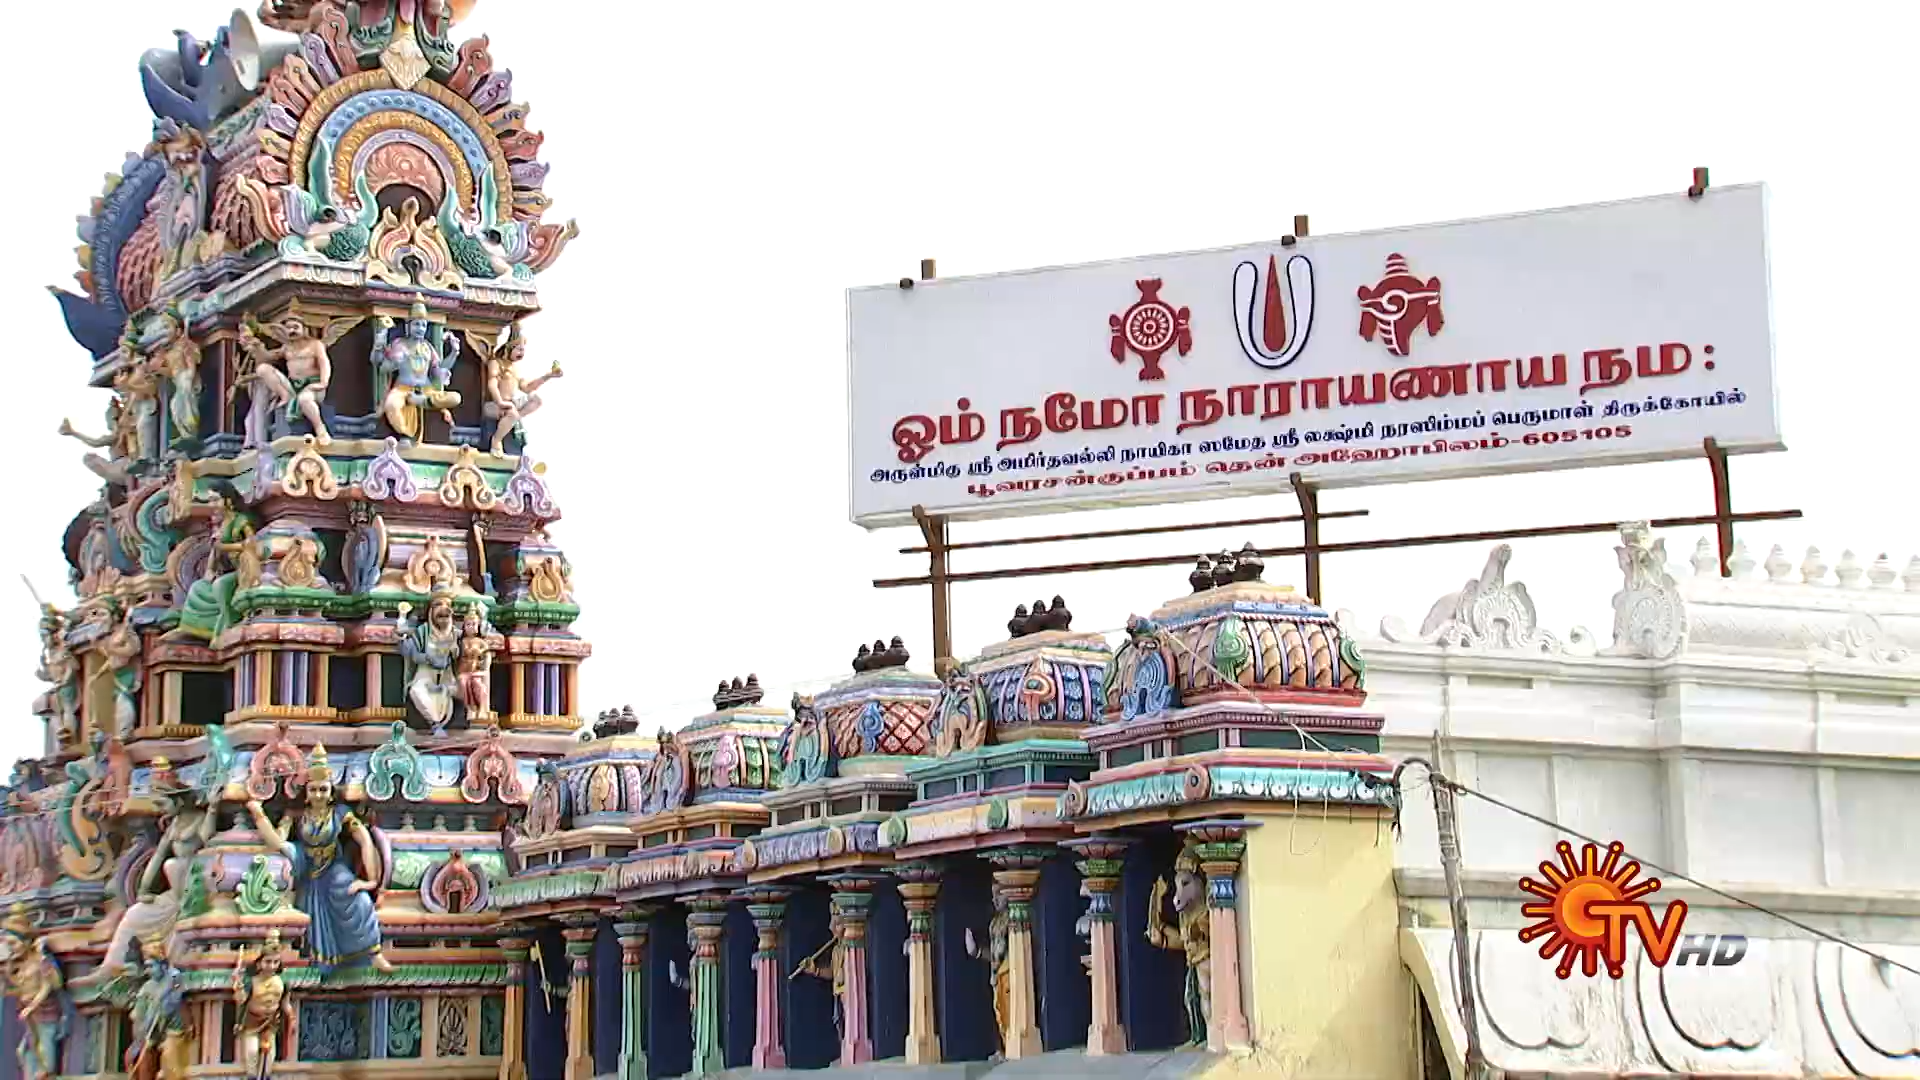 ஓம் நமோ நாராயணாய நம :
அருள்மிகு ஸ்ரீ அமிர்தவல்லி நாயிகா ஸமேத ஸ்ரீ லக்ஷ்மி நரஸிம்மப் பெருமாள் திருக்கோயில்
பூவரசன்குப்பம் தென் அஹோபிலம்-605105
TV HD